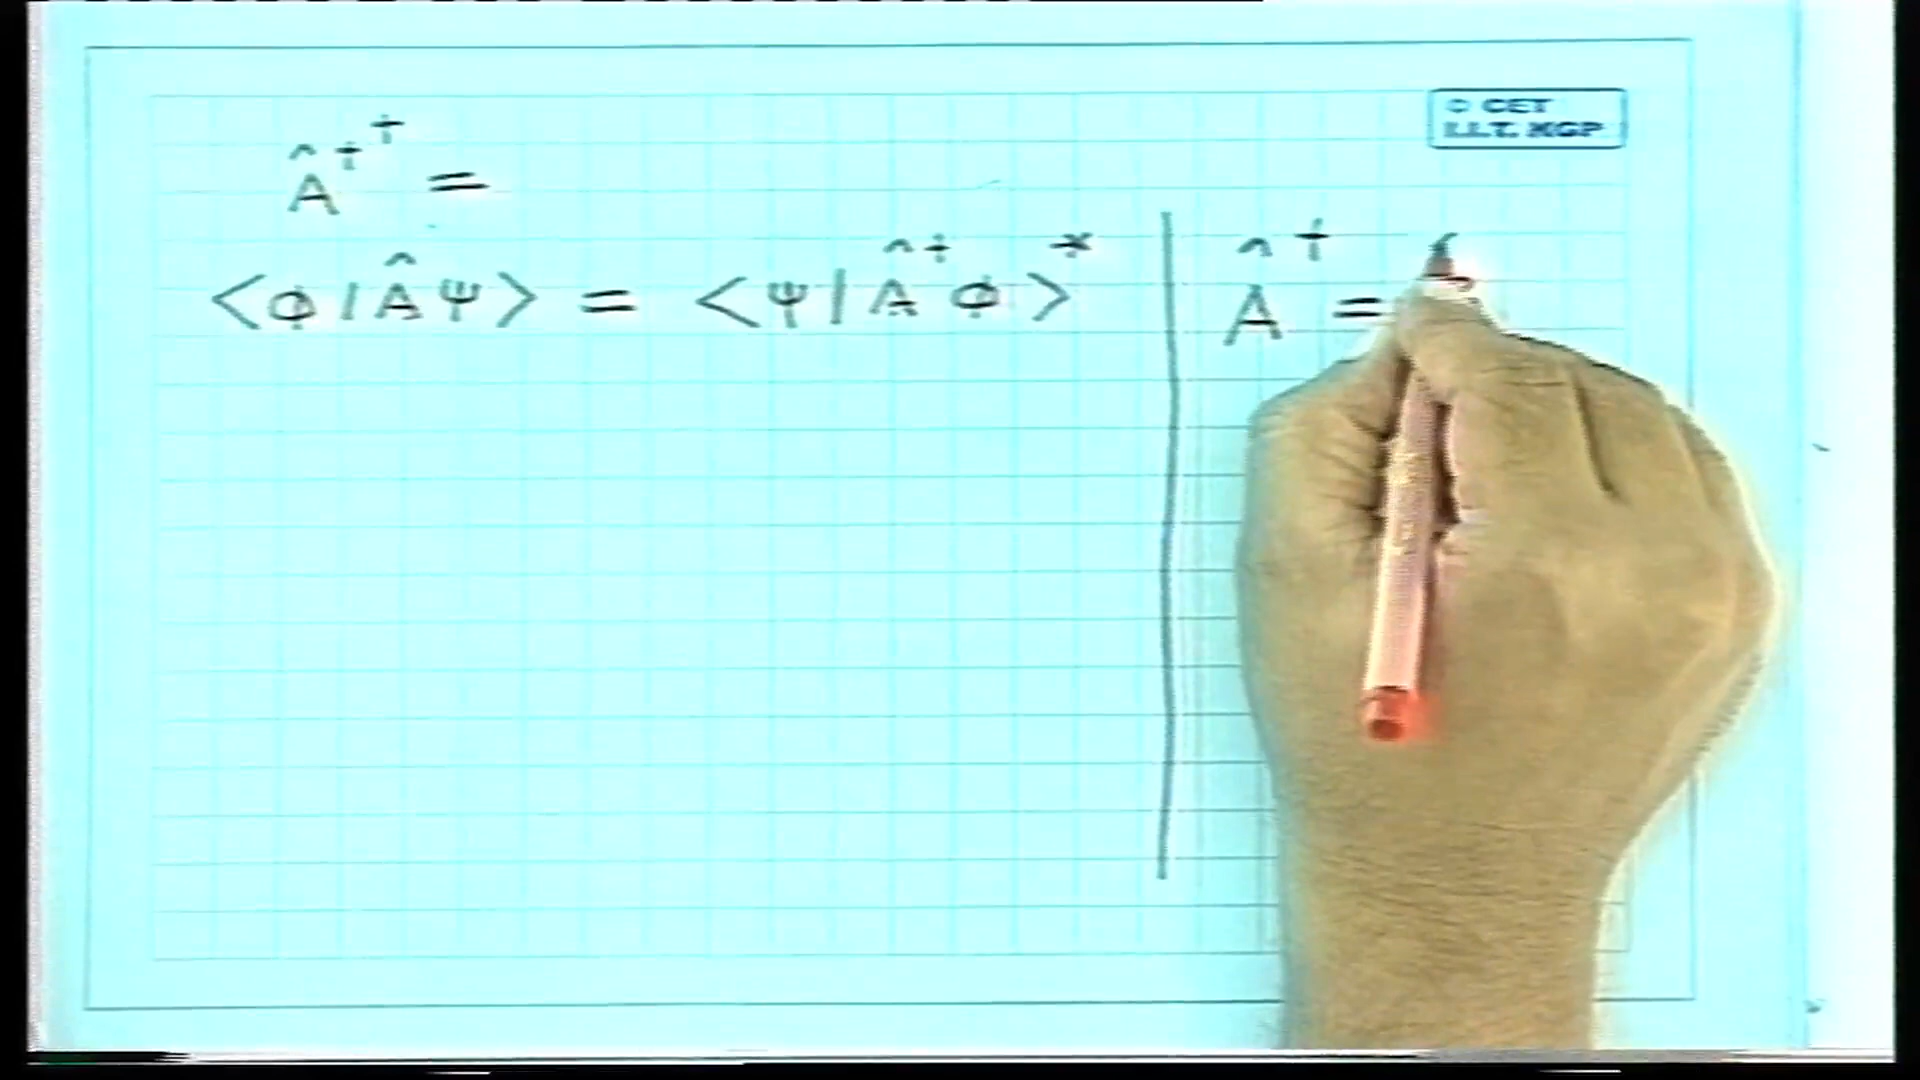 © CET
I.I.T. KGP
Â†† =
<Φ|Âψ> = <ψ|Â†Φ>*
Â† =